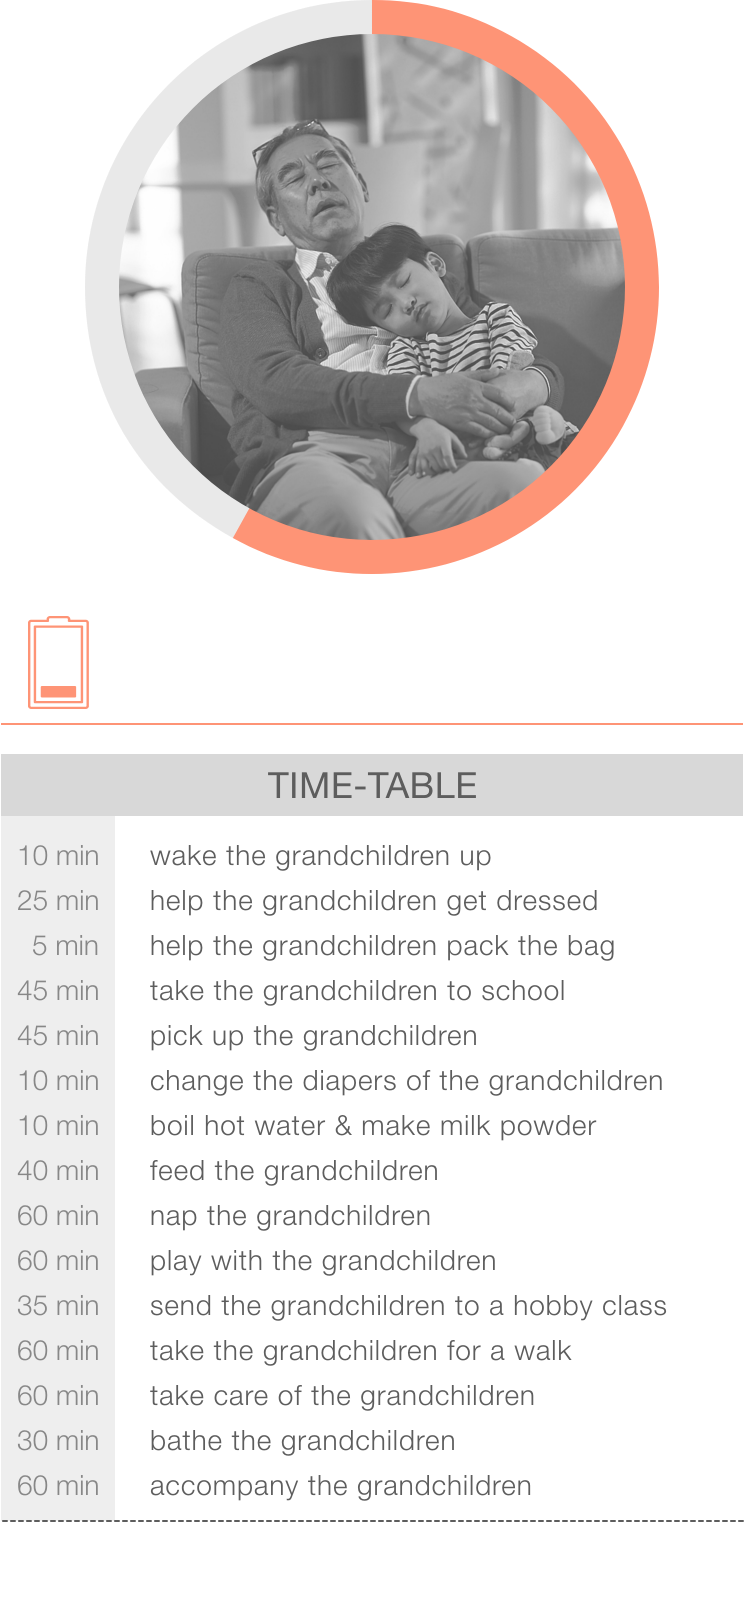 TIME-TABLE
10 min wake the grandchildren up
25 min help the grandchildren get dressed
5 min help the grandchildren pack the bag
45 min take the grandchildren to school
45 min pick up the grandchildren
10 min change the diapers of the grandchildren
10 min boil hot water & make milk powder
40 min feed the grandchildren
60 min nap the grandchildren
60 min play with the grandchildren
35 min send the grandchildren to a hobby class
60 min take the grandchildren for a walk
60 min take care of the grandchildren
30 min bathe the grandchildren
60 min accompany the grandchildren